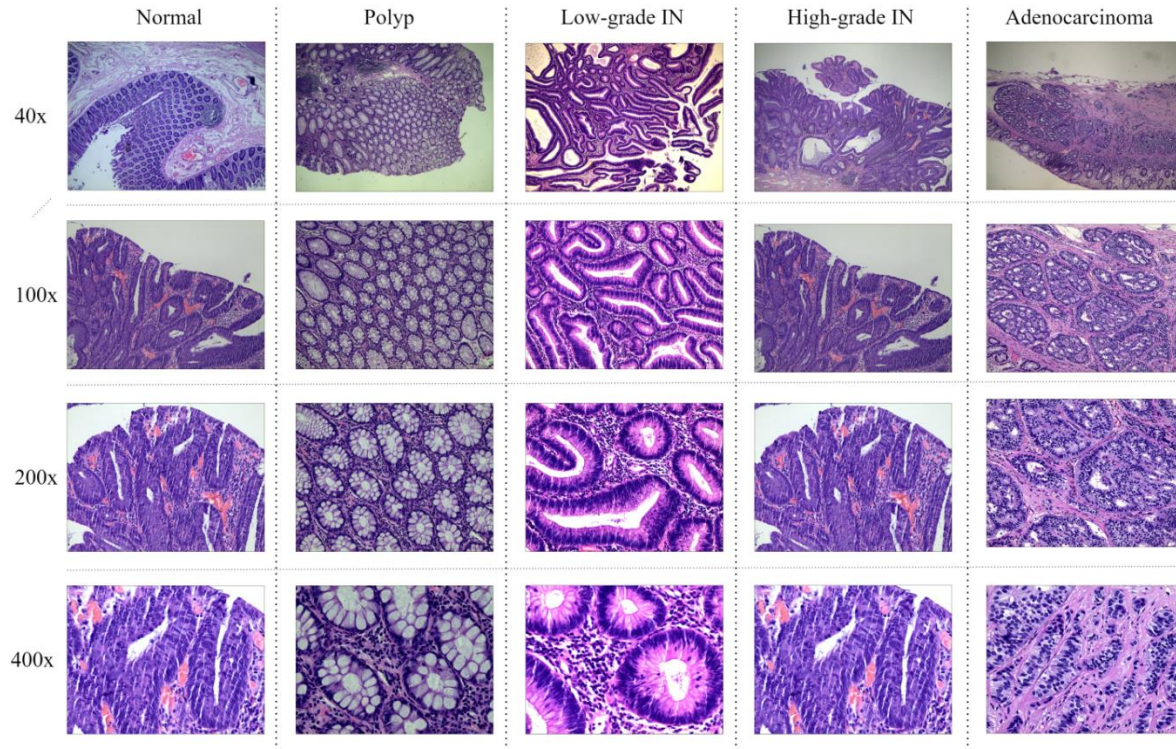 Normal Polyp Low-grade IN High-grade IN Adenocarcinoma
40x
100x
200x
400x